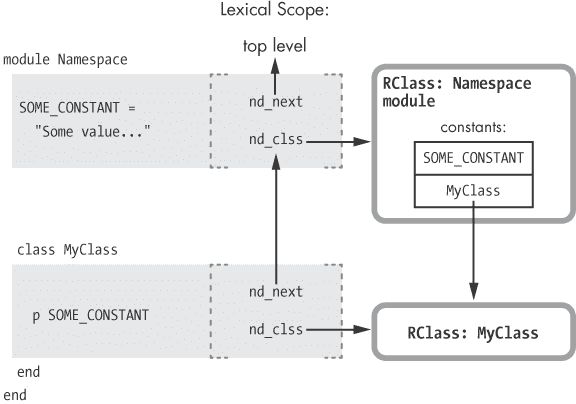 Lexical Scope:
top level
module Namespace
SOME_CONSTANT =
"Some value..."
nd_next
nd_clss
RClass: Namespace
module
constants:
SOME_CONSTANT
MyClass
class MyClass
p SOME_CONSTANT
nd_next
nd_clss
RClass: MyClass
end
end